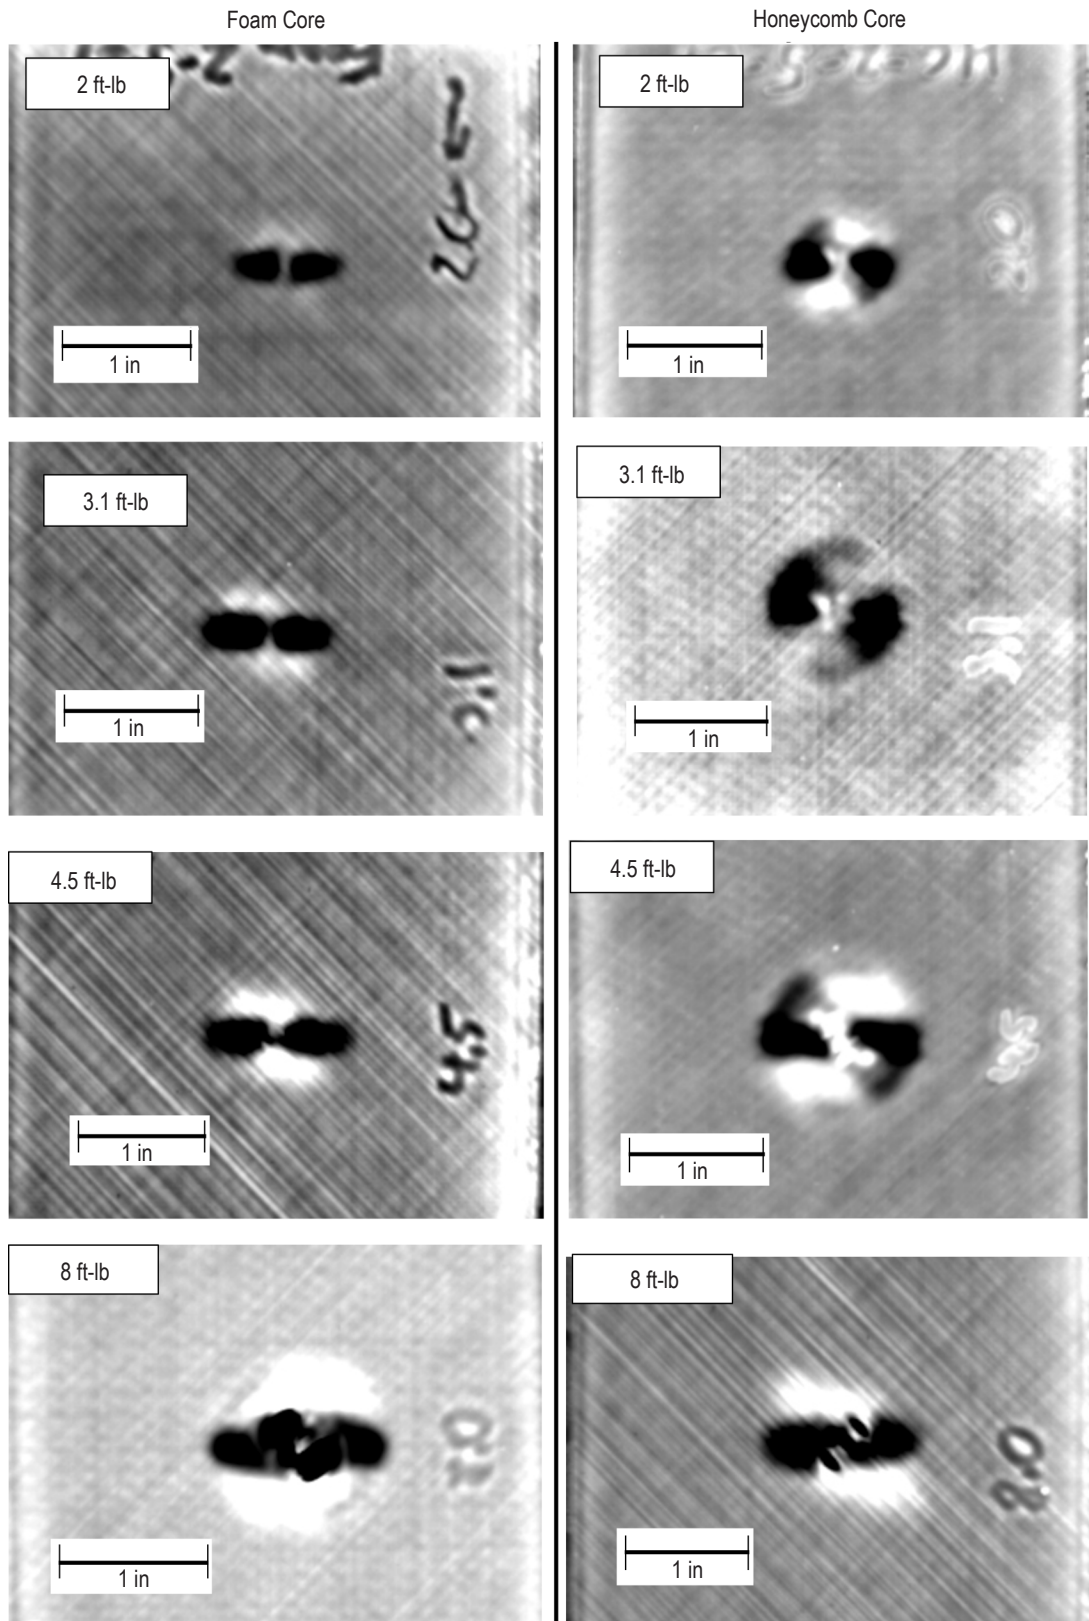 Foam Core
Honeycomb Core
2 ft-lb
2 ft-lb
1 in
1 in
3.1 ft-lb
3.1 ft-lb
1 in
1 in
4.5 ft-lb
4.5 ft-lb
4.5
1 in
1 in
8 ft-lb
8 ft-lb
8.0
1 in
1 in